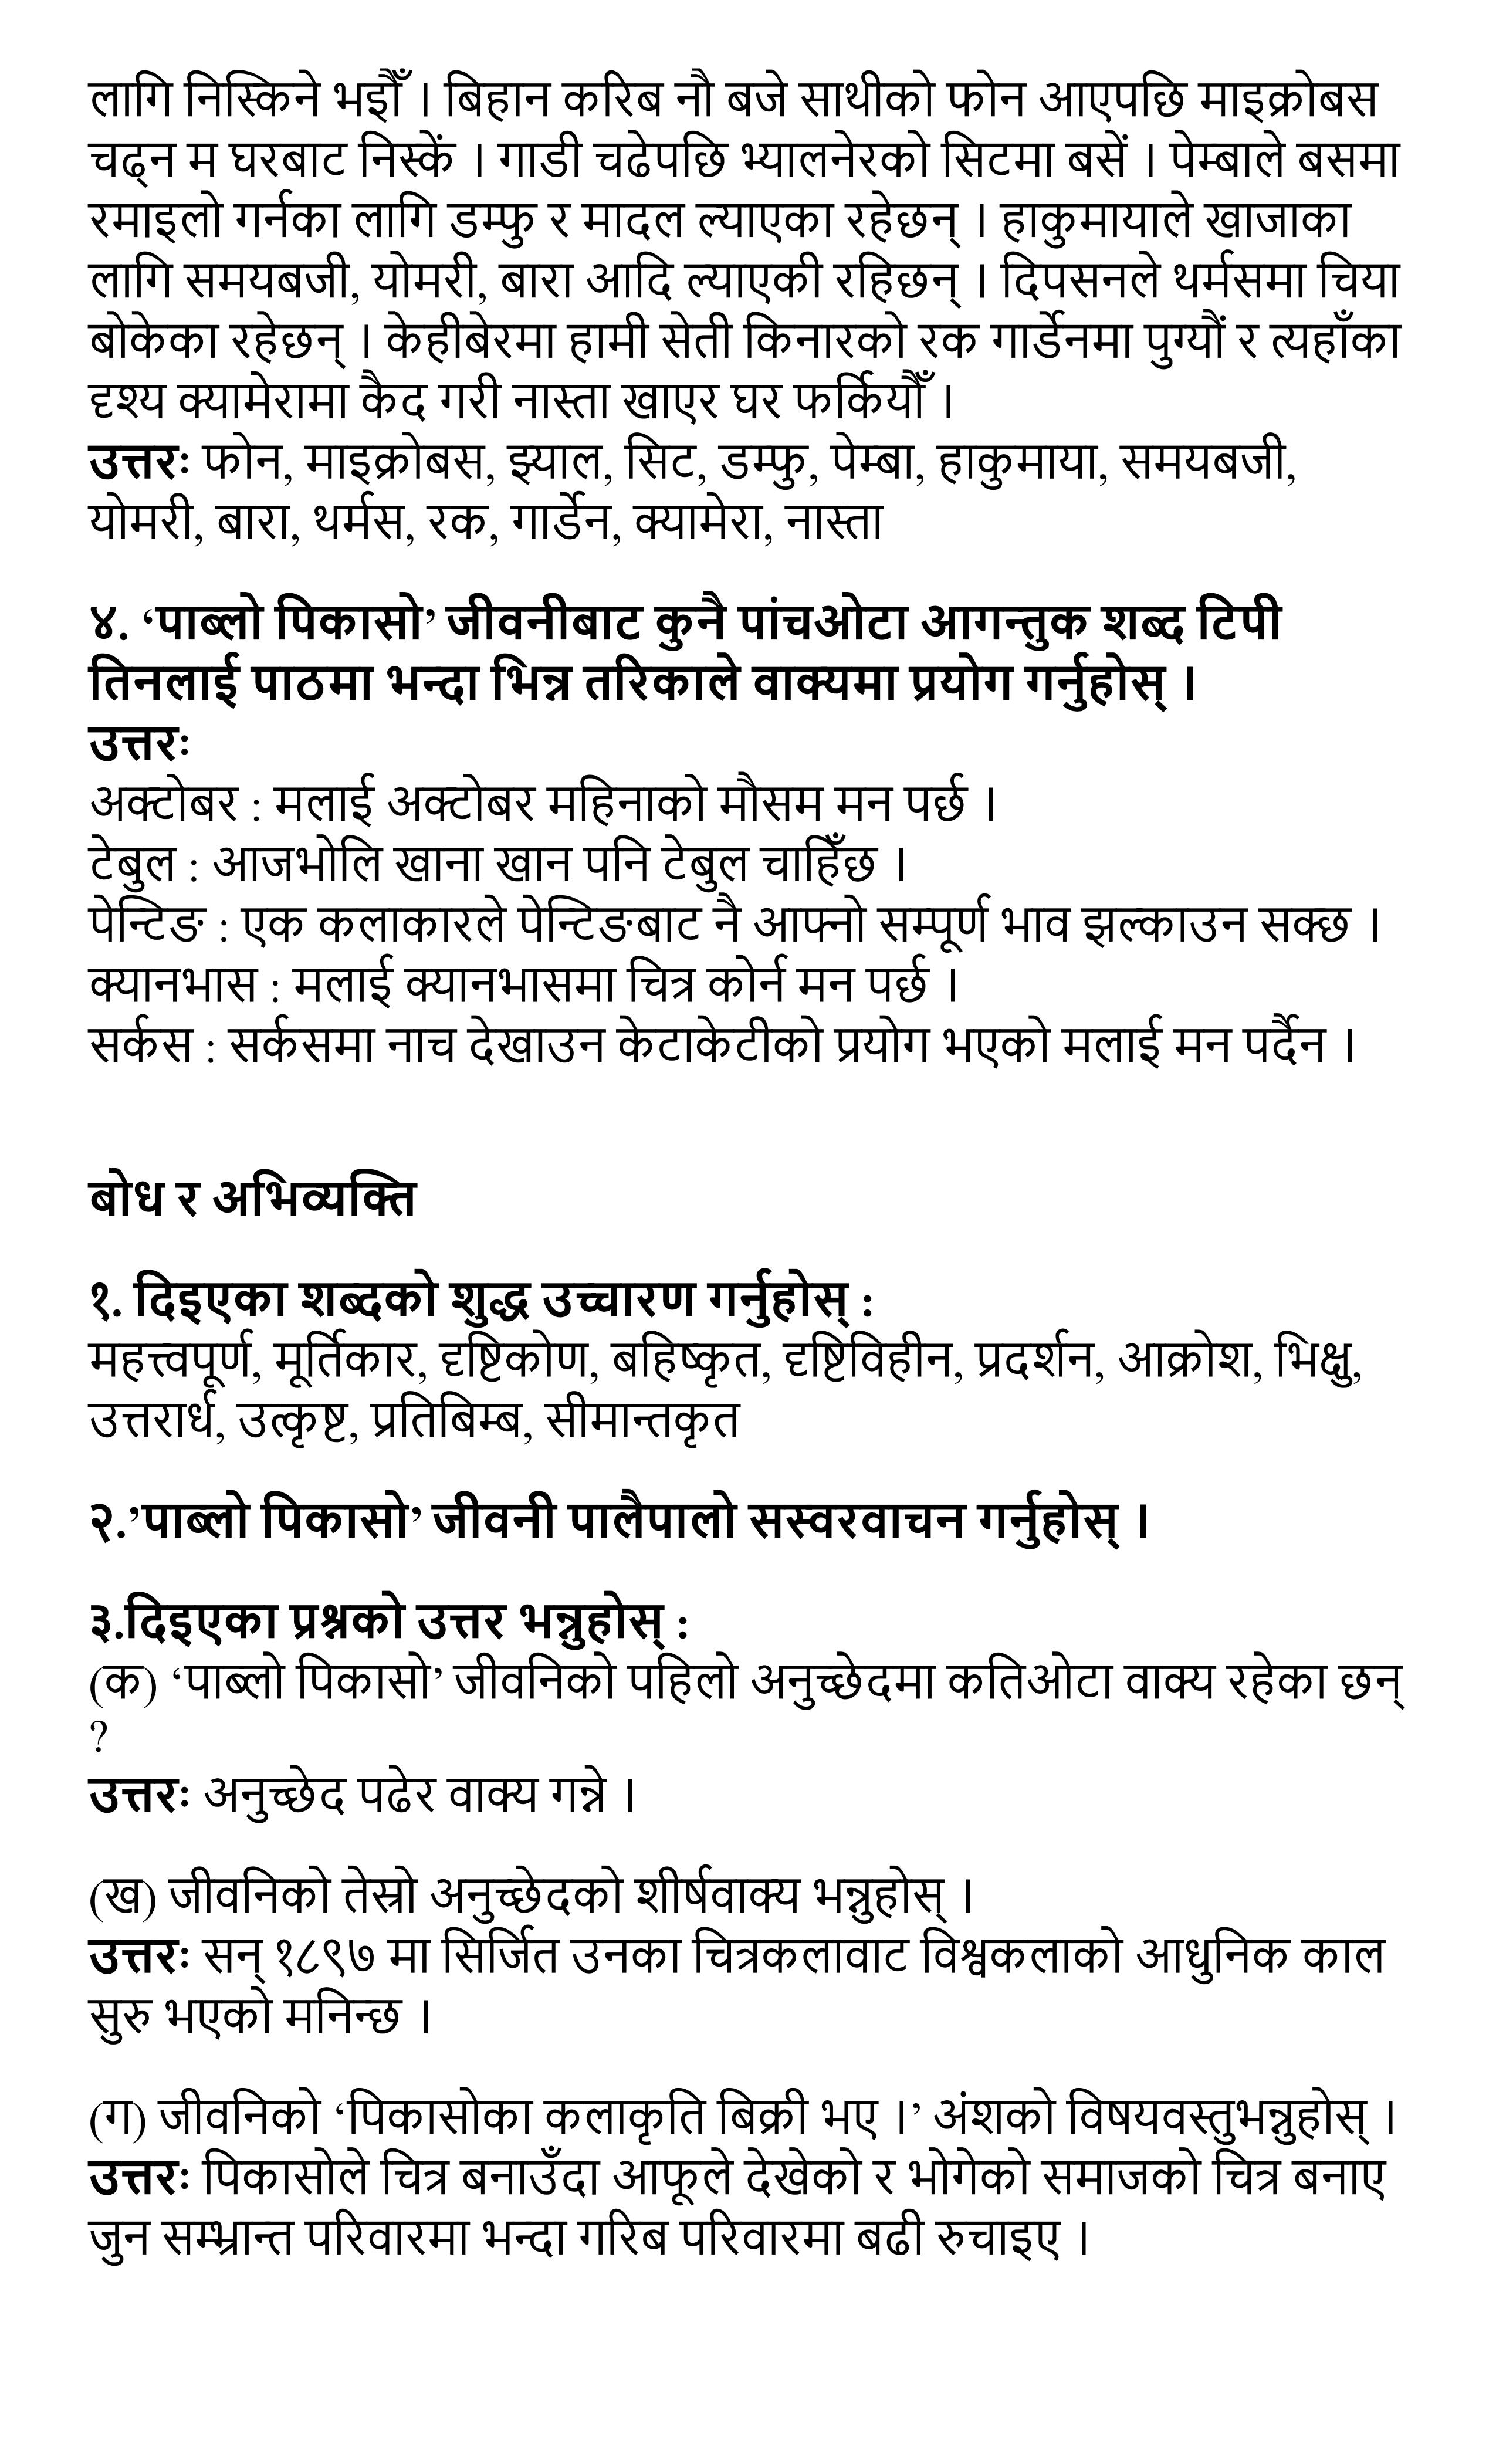 लागि निस्किने भइौँ । बिहान करिब नौ बजे साथीको फोन आएपछि माइक्रोबस
चढ्न म घरबाट निस्कें । गाडी चढेपछि भ्यालनेरको सिटमा बसें । पेम्बाले बसमा
रमाइलो गर्नका लागि डम्फु र मादल ल्याएका रहेछन् । हाकुमायाले खाजाका
लागि समयबजी, योमरी, बारा आदि ल्याएकी रहिछन् । दिपसनले थर्मसमा चिया
बोकेका रहेछन् । केहीबेरमा हामी सेती किनारको रक गार्डेनमा पुग्यौं र त्यहाँका
दृश्य क्यामेरामा कैद गरी नास्ता खाएर घर फर्कियौँ ।
उत्तरः फोन, माइक्रोबस, झ्याल, सिट, डम्फु, पेम्बा, हाकुमाया, समयबजी,
योमरी, बारा, थर्मस, रक, गार्डेन, क्यामेरा, नास्ता
४. ‘पाब्लो पिकासो’ जीवनीबाट कुनै पांचओटा आगन्तुक शब्द टिपी
तिनलाई पाठमा भन्दा भिन्न तरिकाले वाक्यमा प्रयोग गर्नुहोस् ।
उत्तरः
अक्टोबर : मलाई अक्टोबर महिनाको मौसम मन पर्छ ।
टेबुल : आजभोलि खाना खान पनि टेबुल चाहिँछ ।
पेन्टिङ : एक कलाकारले पेन्टिङबाट नै आफ्नो सम्पूर्ण भाव झल्काउन सक्छ ।
क्यानभास : मलाई क्यानभासमा चित्र कोर्न मन पर्छ ।
सर्कस : सर्कसमा नाच देखाउन केटाकेटीको प्रयोग भएको मलाई मन पर्दैन ।
बोध र अभिव्यक्ति
१. दिइएका शब्दको शुद्ध उच्चारण गर्नुहोस् :
महत्त्वपूर्ण, मूर्तिकार, दृष्टिकोण, बहिष्कृत, दृष्टिविहीन, प्रदर्शन, आक्रोश, भिक्षु,
उत्तरार्ध, उत्कृष्ट, प्रतिबिम्ब, सीमान्तकृत
२.’पाब्लो पिकासो’ जीवनी पालैपालो सस्वरवाचन गर्नुहोस् ।
३.दिइएका प्रश्नको उत्तर भन्नुहोस् :
(क) ‘पाब्लो पिकासो’ जीवनिको पहिलो अनुच्छेदमा कतिओटा वाक्य रहेका छन्
?
उत्तरः अनुच्छेद पढेर वाक्य गन्ने ।
(ख) जीवनिको तेस्रो अनुच्छेदको शीर्षवाक्य भन्नुहोस् ।
उत्तरः सन् १८९७ मा सिर्जित उनका चित्रकलावाट विश्वकलाको आधुनिक काल
सुरु भएको मनिन्छ ।
(ग) जीवनिको ‘पिकासोका कलाकृति बिक्री भए ।’ अंशको विषयवस्तुभन्नुहोस् ।
उत्तरः पिकासोले चित्र बनाउँदा आफूले देखेको र भोगेको समाजको चित्र बनाए
जुन सम्भ्रान्त परिवारमा भन्दा गरिब परिवारमा बढी रुचाइए ।